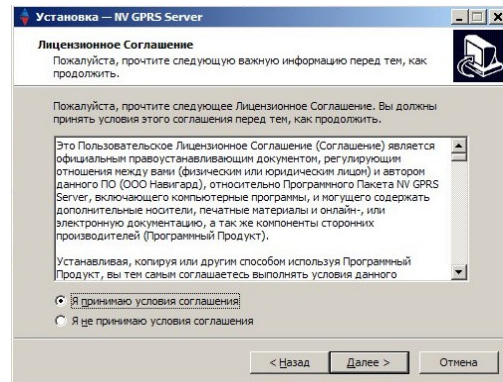 Установка — NV GPRS Server
Лицензионное Соглашение
Пожалуйста, прочтите следующую важную информацию перед тем, как
продолжить.
Пожалуйста, прочтите следующее Лицензионное Соглашение. Вы должны
принять условия этого соглашения перед тем, как продолжить.
Это Пользовательское Лицензионное Соглашение (Соглашение) является
официальным правоустанавливающим документом, регулирующим
отношения между вами (физическим или юридическим лицом) и автором
данного ПО (ООО Навигард), относительно Программного Пакета NV GPRS
Server, включающего компьютерные программы, и могущего содержать
дополнительные носители, печатные материалы и онлайн-, или
электронную документацию, а так же компоненты сторонних
производителей (Программный Продукт).
Устанавливая, копируя или другим способом используя Программный
Продукт, вы тем самым соглашаетесь выполнять условия данного
Я принимаю условия соглашения
Я не принимаю условия соглашения
< Назад Далее > Отмена